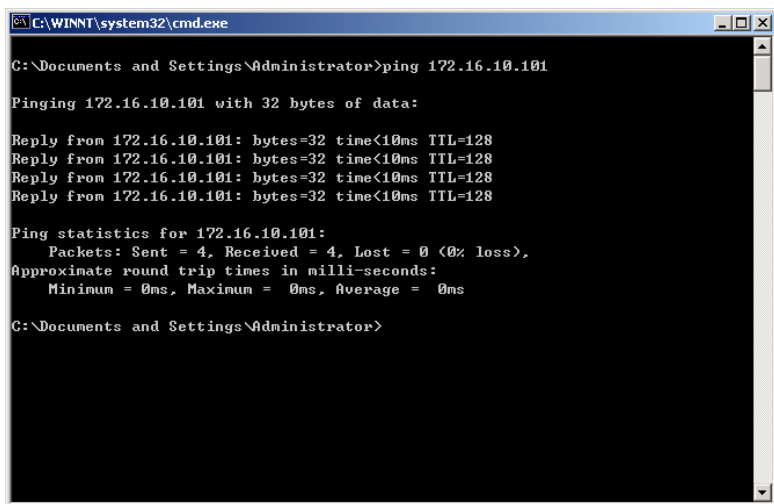 C:\WINNT\system32\cmd.exe
C:\Documents and Settings\Administrator>ping 172.16.10.101
Pinging 172.16.10.101 with 32 bytes of data:
Reply from 172.16.10.101: bytes=32 time<10ms TTL=128
Reply from 172.16.10.101: bytes=32 time<10ms TTL=128
Reply from 172.16.10.101: bytes=32 time<10ms TTL=128
Reply from 172.16.10.101: bytes=32 time<10ms TTL=128
Ping statistics for 172.16.10.101:
    Packets: Sent = 4, Received = 4, Lost = 0 (0% loss),
Approximate round trip times in milli-seconds:
    Minimum = 0ms, Maximum =  0ms, Average =  0ms
C:\Documents and Settings\Administrator>